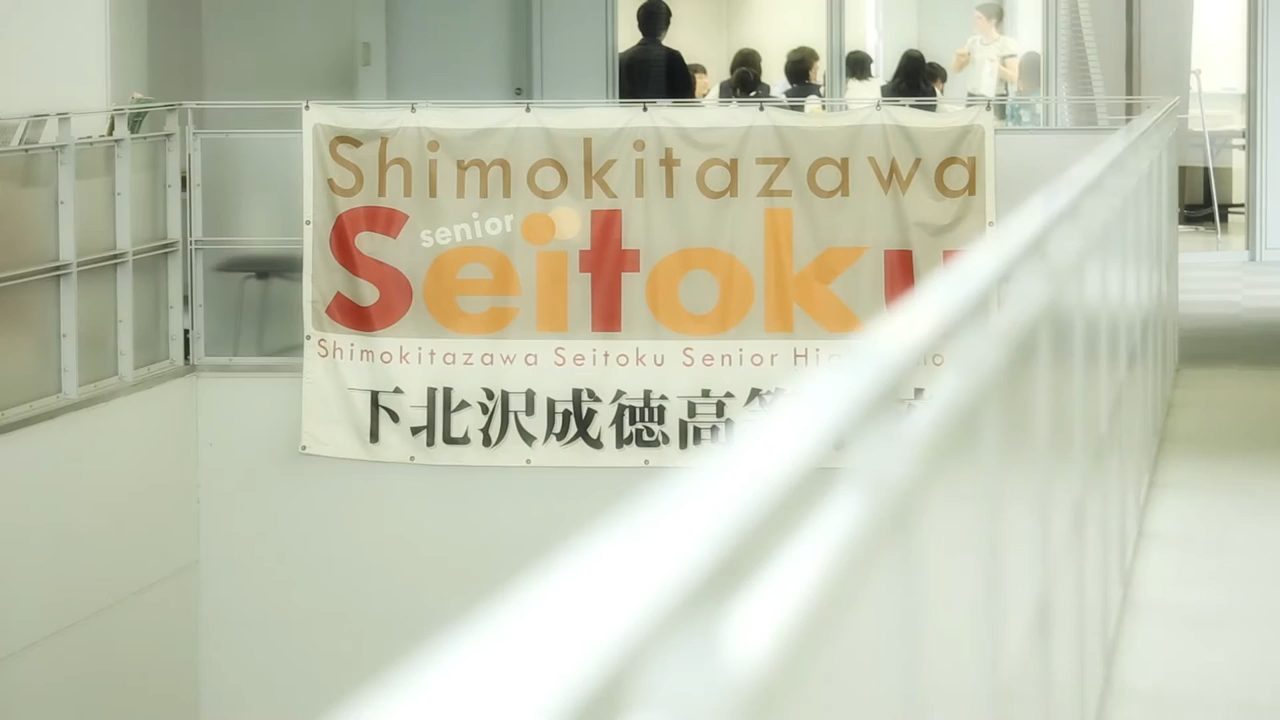 Shimokitazawa
senior
Seitoku
Shimokitazawa Seitoku Senior
下北沢成徳高